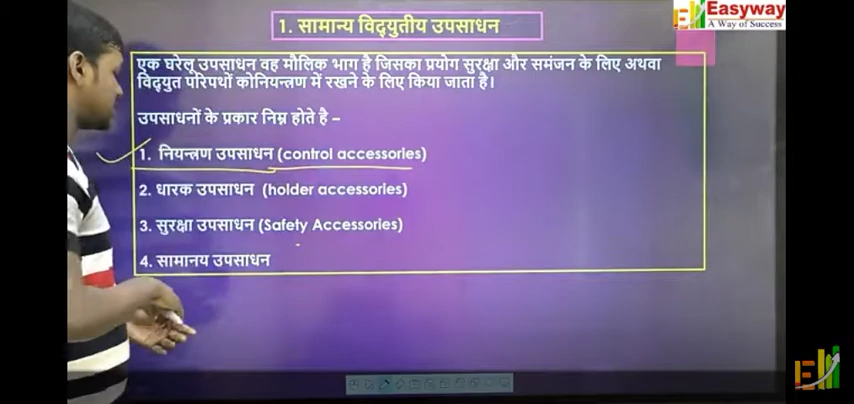 1. सामान्य विद्युतीय उपसाधन
Easyway
A Way of Success
एक घरेलू उपसाधन वह मौलिक भाग है जिसका प्रयोग सुरक्षा और समंजन के लिए अथवा
विद्युत परिपथों कोनियन्त्रण में रखने के लिए किया जाता है।
उपसाधनों के प्रकार निम्न होते है –
1. नियन्त्रण उपसाधन (control accessories)
2. धारक उपसाधन (holder accessories)
3. सुरक्षा उपसाधन (Safety Accessories)
4. सामानय उपसाधन